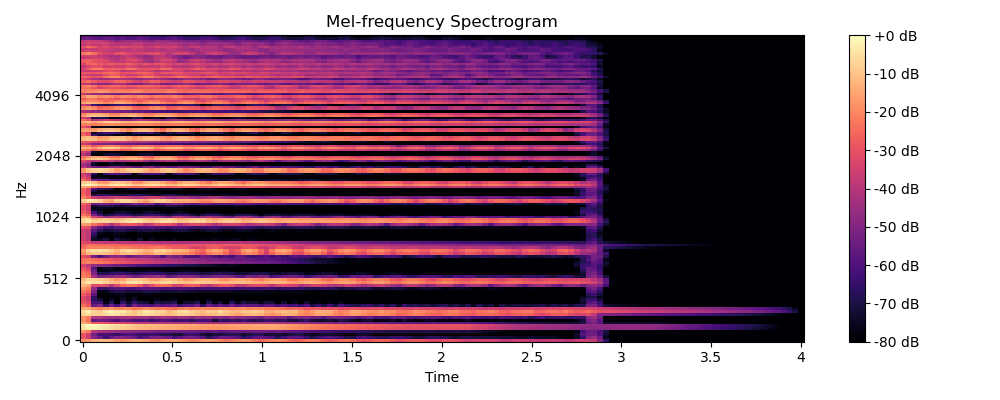 Mel-frequency Spectrogram
Hz
4096
2048
1024
512
0
0
0.5
1
1.5
2
2.5
3
3.5
4
Time
+0 dB
-10 dB
-20 dB
-30 dB
-40 dB
-50 dB
-60 dB
-70 dB
-80 dB